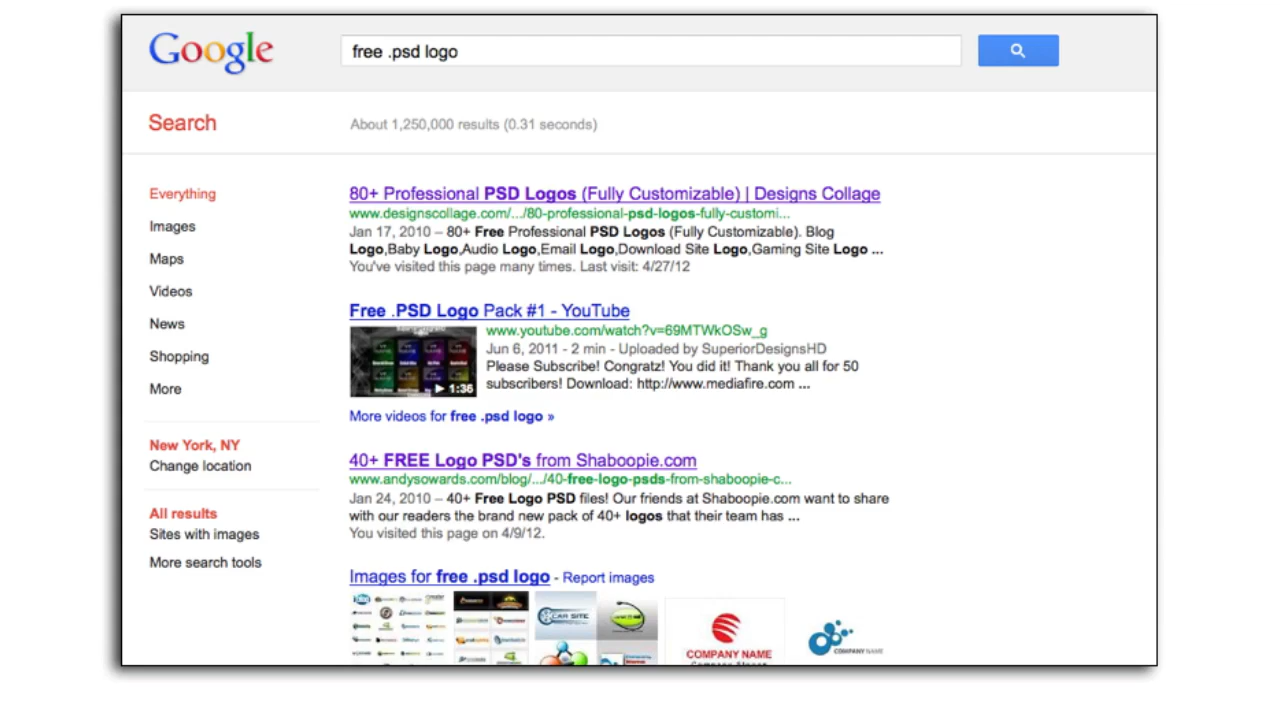 Google
free .psd logo
Search
About 1,250,000 results (0.31 seconds)
Everything
Images
Maps
Videos
News
Shopping
More
New York, NY
Change location
All results
Sites with images
More search tools
80+ Professional PSD Logos (Fully Customizable) | Designs Collage
www.designscollage.com/.../80-professional-psd-logos-fully-customi...
Jan 17, 2010 – 80+ Free Professional PSD Logos (Fully Customizable). Blog
Logo,Baby Logo,Audio Logo,Email Logo,Download Site Logo,Gaming Site Logo ...
You've visited this page many times. Last visit: 4/27/12
Free .PSD Logo Pack #1 - YouTube
www.youtube.com/watch?v=69MTWkOSw_g
Jun 6, 2011 - 2 min - Uploaded by SuperiorDesignsHD
Please Subscribe! Congratz! You did it! Thank you all for 50
subscribers! Download: http://www.mediafire.com ...
1:36
More videos for free .psd logo »
40+ FREE Logo PSD's from Shaboopie.com
www.andysowards.com/blog/.../40-free-logo-psds-from-shaboopie-c...
Jan 24, 2010 – 40+ Free Logo PSD files! Our friends at Shaboopie.com want to share
with our readers the brand new pack of 40+ logos that their team has ...
You visited this page on 4/9/12.
Images for free .psd logo - Report images
CAR SITE
COMPANY NAME
COMPANY NAME